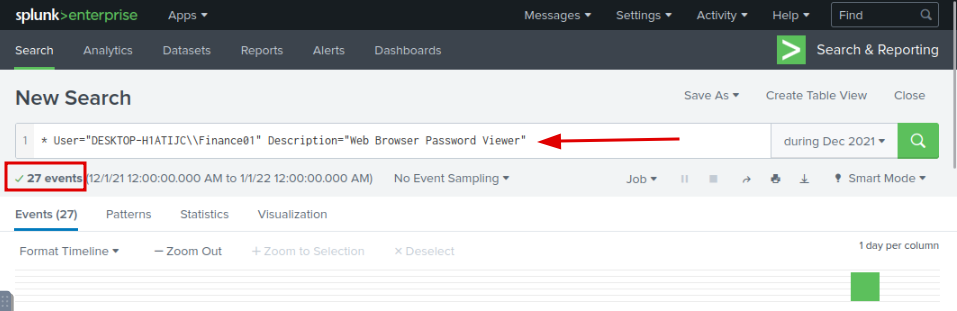 splunk>enterprise Apps Messages Settings Activity Help Find
Search Analytics Datasets Reports Alerts Dashboards > Search & Reporting
New Search Save As Create Table View Close
1 * User="DESKTOP-H1ATIJC\\Finance01" Description="Web Browser Password Viewer" during Dec 2021
✓ 27 events (12/1/21 12:00:00.000 AM to 1/1/22 12:00:00.000 AM) No Event Sampling Job Smart Mode
Events (27) Patterns Statistics Visualization
Format Timeline — Zoom Out + Zoom to Selection × Deselect 1 day per column